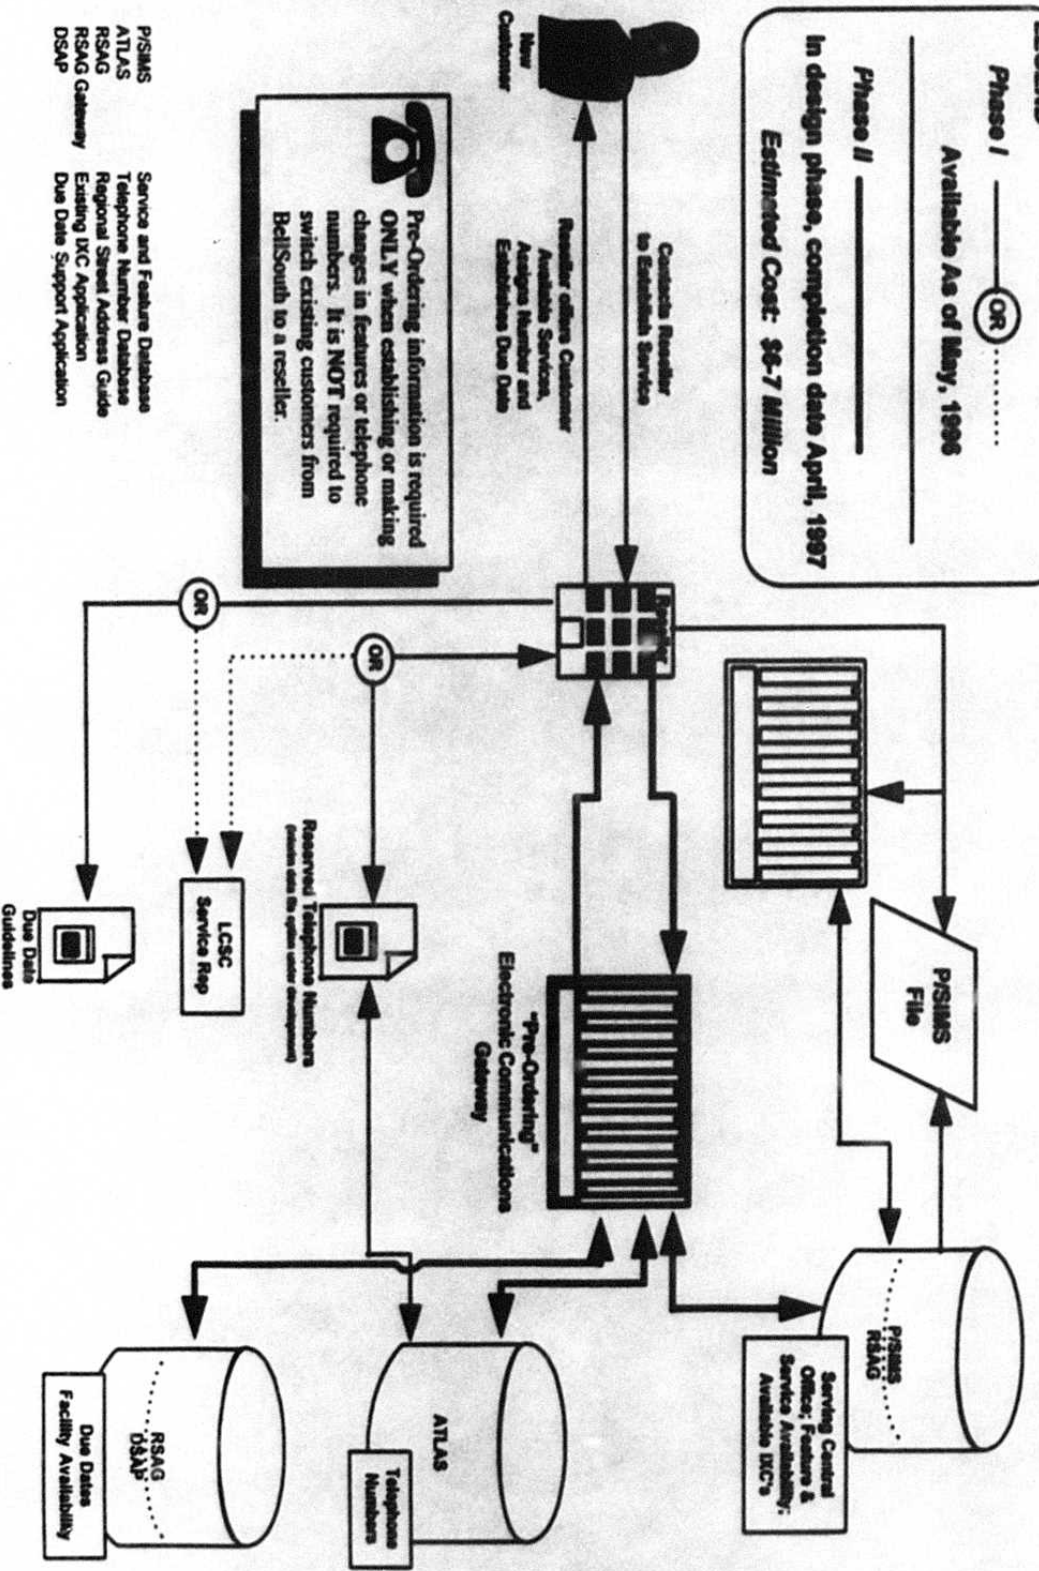 Phase I
OR
Available As of May, 1996
Phase II
In design phase, completion date April, 1997
Estimated Cost: $6-7 Million
New
Customer
Contacts Reseller
to Establish Service
Reseller offers Customer
Available Services,
Assigns Number and
Establishes Due Date
Reseller
Pre-Ordering information is required
ONLY when establishing or making
changes in features or telephone
numbers. It is NOT required to
switch existing customers from
BellSouth to a reseller.
P/SIMS
File
P/SIMS
RSAG
Serving Central
Office; Feature &
Service Availability;
Available IXC's
"Pre-Ordering"
Electronic Communications
Gateway
OR
Reserved Telephone Numbers
(interim data file option under development)
ATLAS
Telephone
Numbers
OR
LCSC
Service Rep
Due Date
Guidelines
RSAG
DSAP
Due Dates
Facility Availability
P/SIMS Service and Feature Database
ATLAS Telephone Number Database
RSAG Regional Street Address Guide
RSAG Gateway Existing IXC Application
DSAP Due Date Support Application